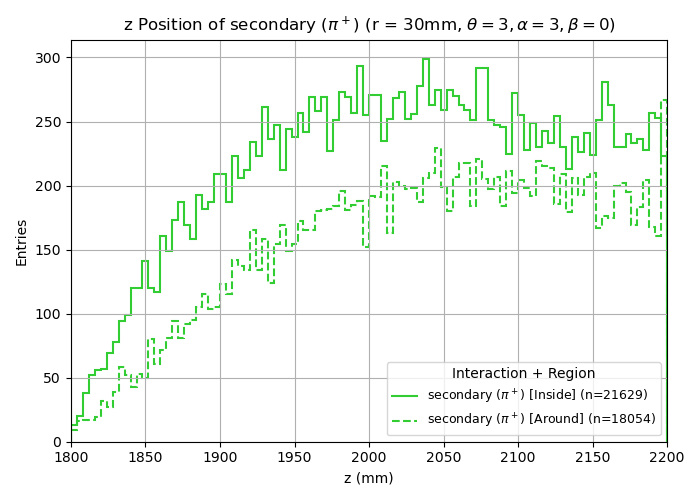 z Position of secondary (π⁺) (r = 30mm, θ = 3, α = 3, β = 0)
300
250
200
150
100
50
0
Entries
Interaction + Region
secondary (π⁺) [Inside] (n=21629)
secondary (π⁺) [Around] (n=18054)
1800 1850 1900 1950 2000 2050 2100 2150 2200
z (mm)